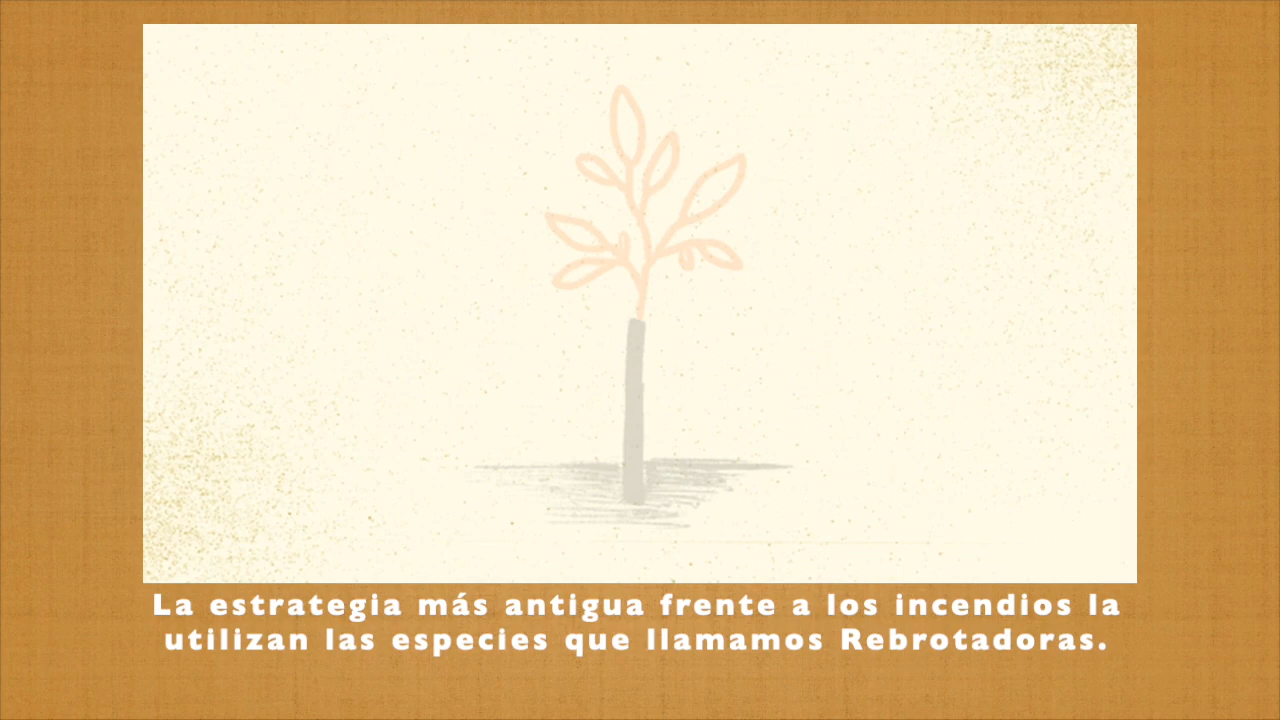 La estrategia más antigua frente a los incendios la
utilizan las especies que llamamos Rebrotadoras.